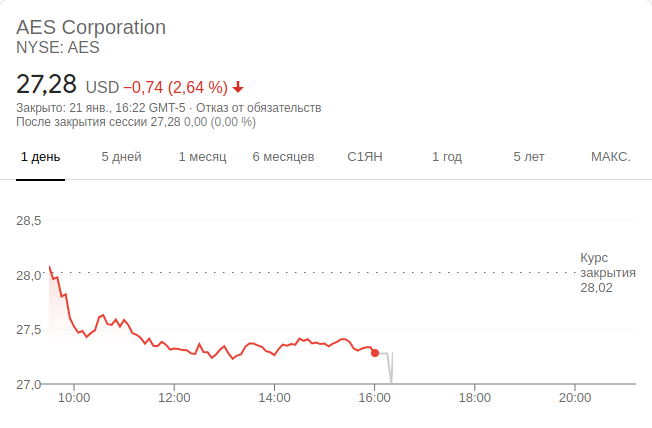 AES Corporation
NYSE: AES
27,28 USD −0,74 (2,64 %)
Закрыто: 21 янв., 16:22 GMT-5 · Отказ от обязательств
После закрытия сессии 27,28 0,00 (0,00 %)
1 день 5 дней 1 месяц 6 месяцев С1ЯН 1 год 5 лет МАКС.
28,5
Курс
закрытия
28,02
28,0
27,5
27,0
10:00 12:00 14:00 16:00 18:00 20:00